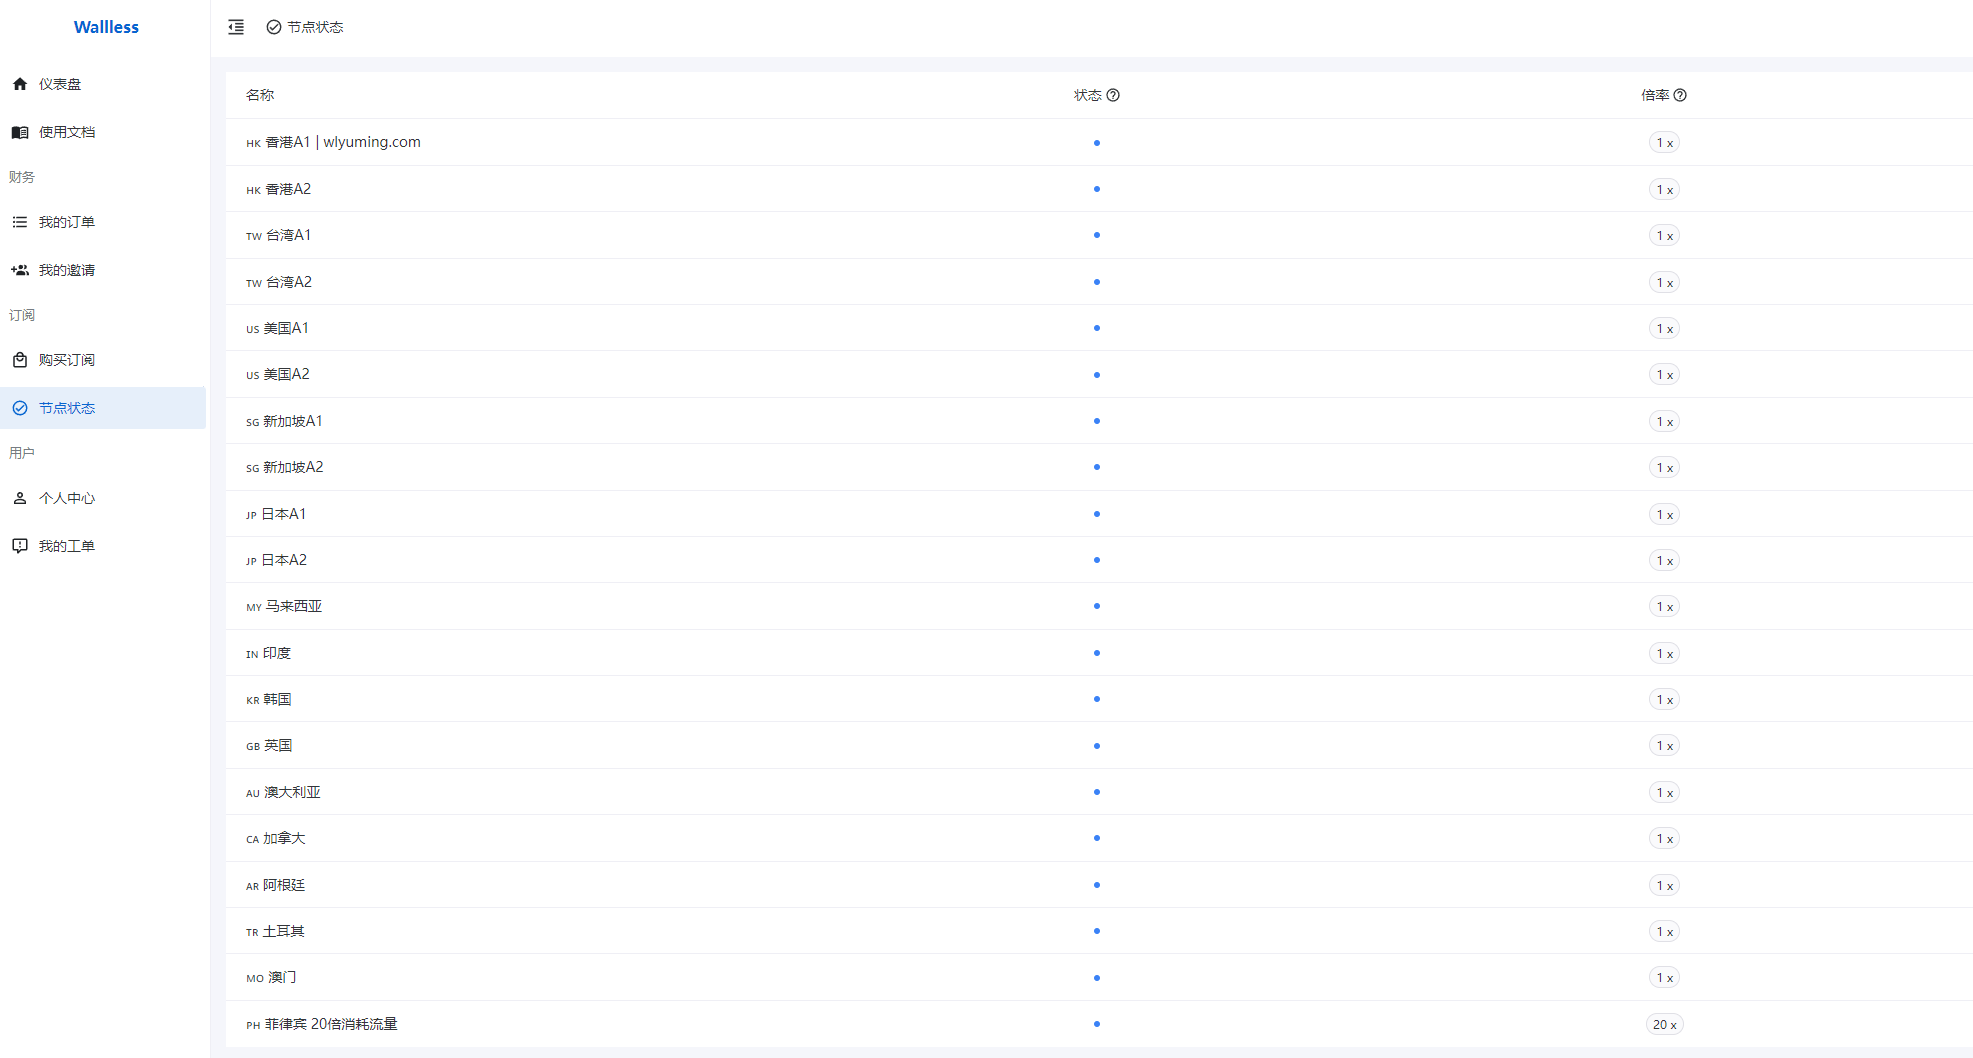 Wallless
节点状态
仪表盘
使用文档
财务
我的订单
我的邀请
订阅
购买订阅
节点状态
用户
个人中心
我的工单
名称 状态 倍率
HK 香港A1 | wlyuming.com 1 x
HK 香港A2 1 x
TW 台湾A1 1 x
TW 台湾A2 1 x
US 美国A1 1 x
US 美国A2 1 x
SG 新加坡A1 1 x
SG 新加坡A2 1 x
JP 日本A1 1 x
JP 日本A2 1 x
MY 马来西亚 1 x
IN 印度 1 x
KR 韩国 1 x
GB 英国 1 x
AU 澳大利亚 1 x
CA 加拿大 1 x
AR 阿根廷 1 x
TR 土耳其 1 x
MO 澳门 1 x
PH 菲律宾 20倍消耗流量 20 x